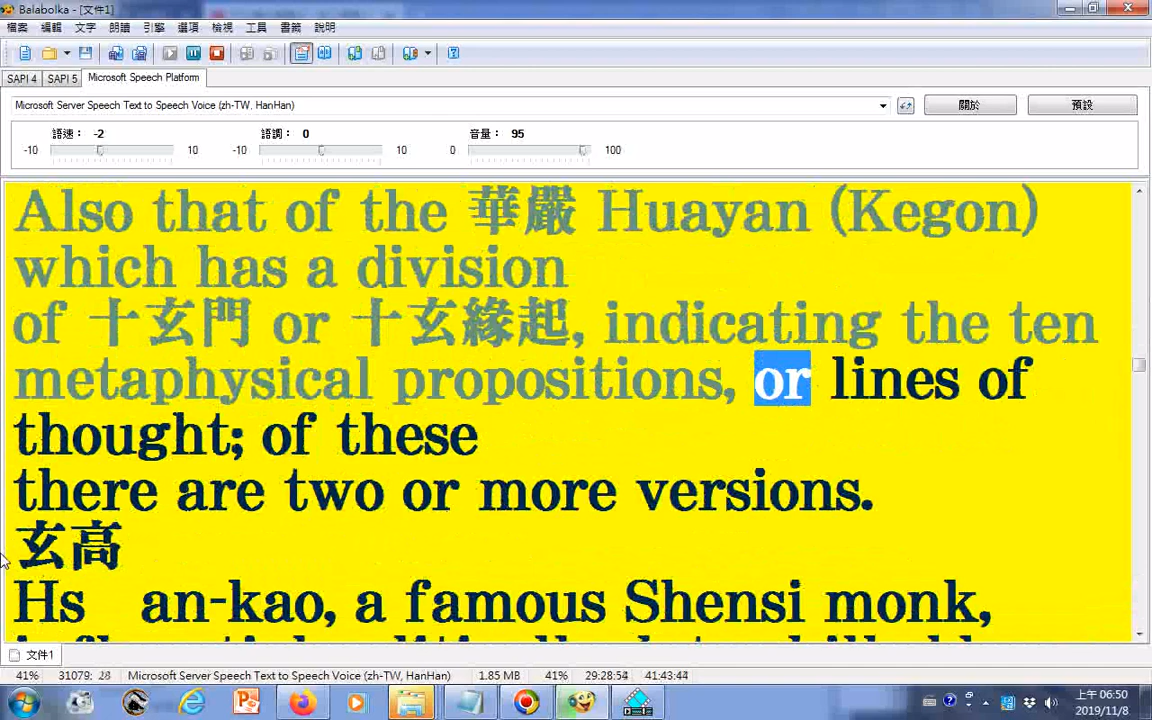 Balabolka - [文件1]
檔案 編輯 文字 朗讀 引擎 選項 檢視 工具 書籤 說明
SAPI 4 SAPI 5 Microsoft Speech Platform
Microsoft Server Speech Text to Speech Voice (zh-TW, HanHan) 關於 預設
語速： -2 語調： 0 音量： 95
-10 10 -10 10 0 100
Also that of the 華嚴 Huayan (Kegon)
which has a division
of 十玄門 or 十玄緣起, indicating the ten
metaphysical propositions, or lines of
thought; of these
there are two or more versions.
玄高
Hs an-kao, a famous Shensi monk,
文件1
41% 31079: 28 Microsoft Server Speech Text to Speech Voice (zh-TW, HanHan) 1.85 MB 41% 29:28:54 41:43:44
上午 06:50
2019/11/8